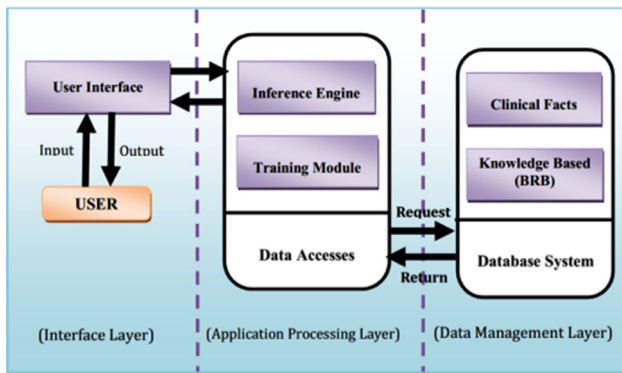 User Interface
Input
Output
USER
(Interface Layer)
Inference Engine
Training Module
Data Accesses
(Application Processing Layer)
Request
Return
Clinical Facts
Knowledge Based
(BRB)
Database System
(Data Management Layer)